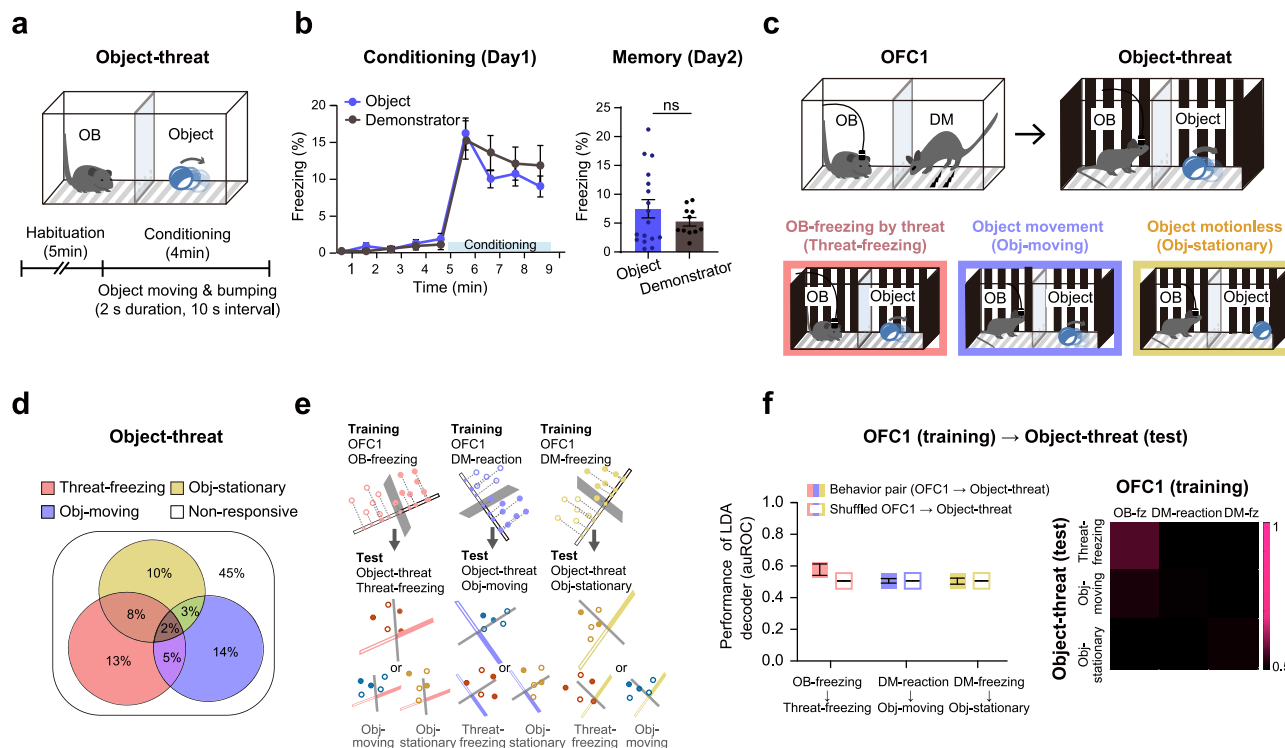 a
Object-threat
OB
Object
Habituation
(5min)
Conditioning
(4min)
Object moving & bumping
(2 s duration, 10 s interval)
b
Conditioning (Day1)
Object
Demonstrator
Freezing (%)
20
15
10
5
0
Conditioning
1 2 3 4 5 6 7 8 9
Time (min)
Memory (Day2)
ns
Freezing (%)
25
20
15
10
5
0
Object
Demonstrator
c
OFC1
Object-threat
OB
DM
OB
Object
OB-freezing by threat
(Threat-freezing)
Object movement
(Obj-moving)
Object motionless
(Obj-stationary)
OB
Object
OB
Object
OB
Object
d
Object-threat
Threat-freezing
Obj-stationary
Obj-moving
Non-responsive
10%
45%
8%
3%
2%
13%
5%
14%
e
Training
OFC1
OB-freezing
Training
OFC1
DM-reaction
Training
OFC1
DM-freezing
Test
Object-threat
Threat-freezing
Test
Object-threat
Obj-moving
Test
Object-threat
Obj-stationary
or
or
or
Obj-
moving
Obj-
stationary
Threat-
freezing
Obj-
stationary
Threat-
freezing
Obj-
moving
f
OFC1 (training) → Object-threat (test)
Behavior pair (OFC1 → Object-threat)
Shuffled OFC1 → Object-threat
Performance of LDA
decoder (auROC)
1.0
0.8
0.6
0.4
0.2
0.0
OB-freezing
↓
Threat-freezing
DM-reaction
↓
Obj-moving
DM-freezing
↓
Obj-stationary
OFC1 (training)
OB-fz DM-reaction DM-fz
Object-threat (test)
Threat-
freezing
Obj-
moving
Obj-
stationary
1
0.5